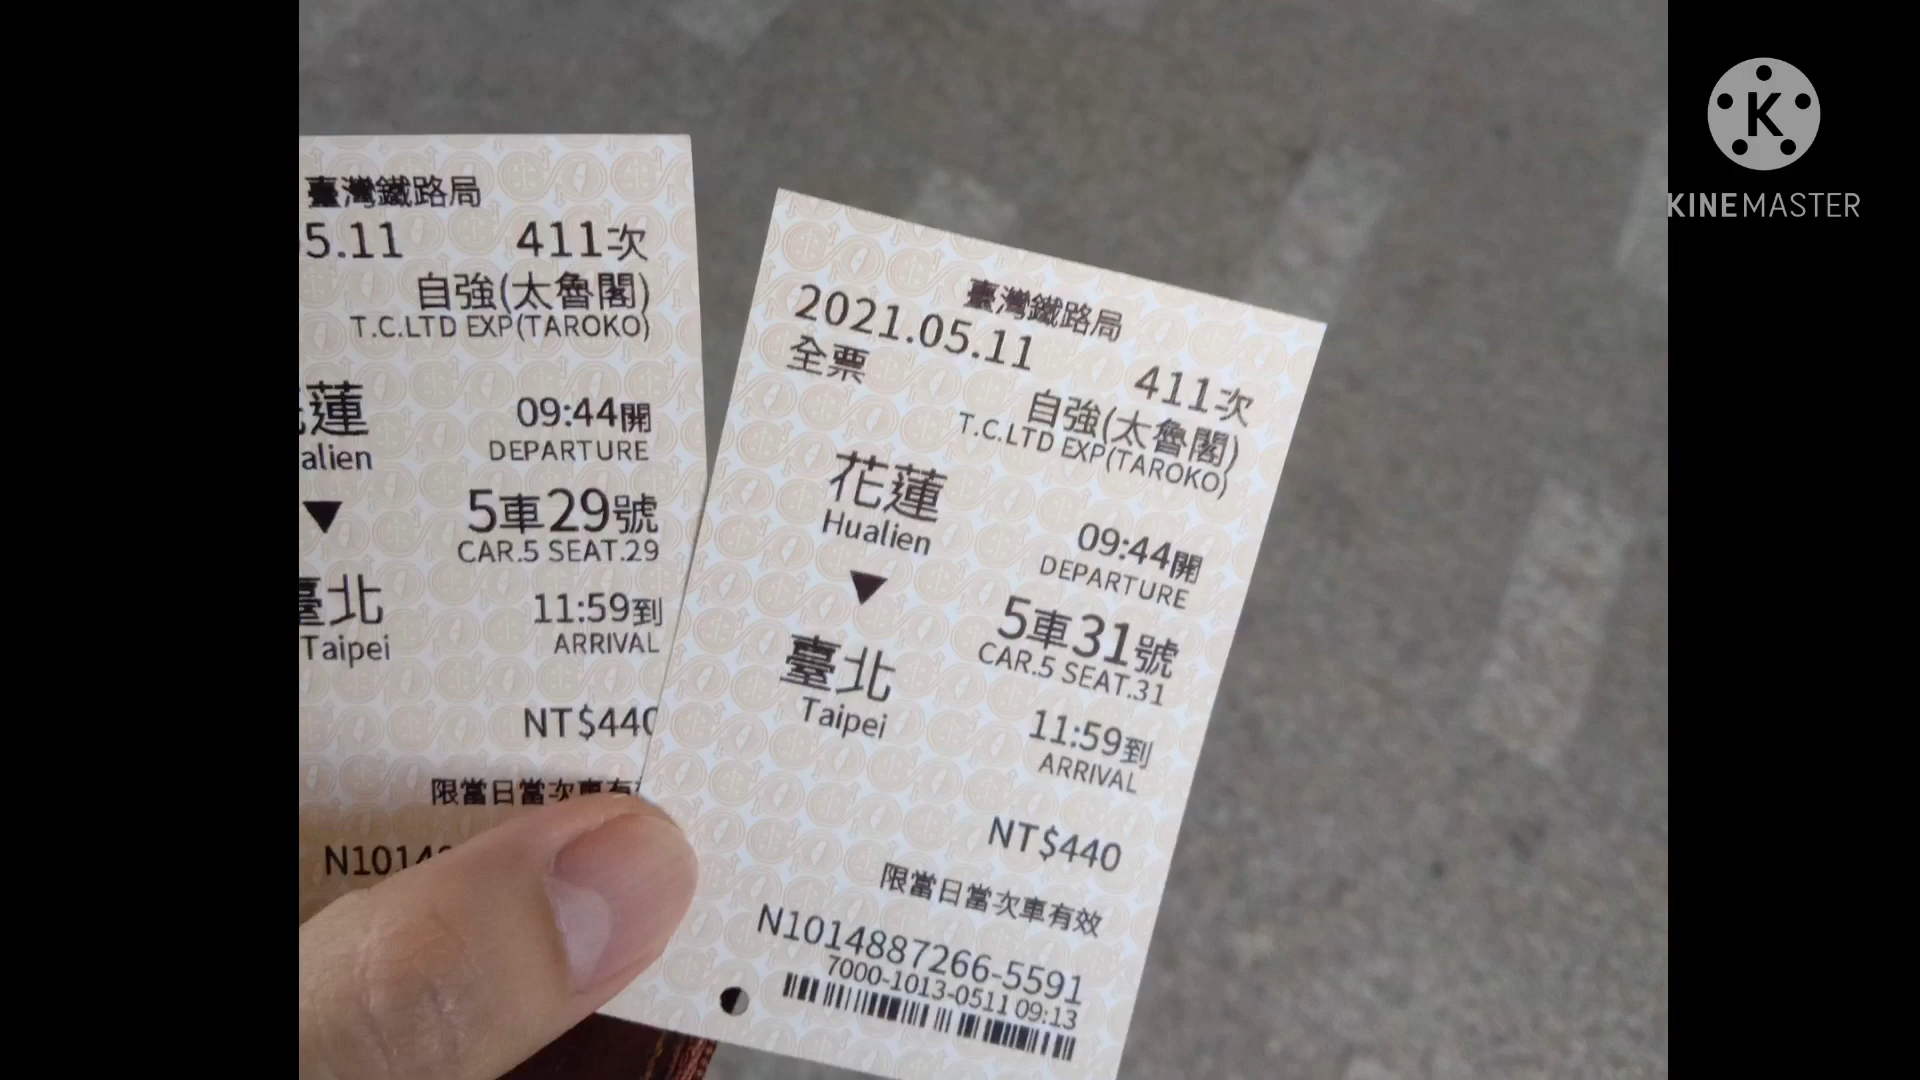 臺灣鐵路局
5.11 411次
自強(太魯閣)
T.C.LTD EXP(TAROKO)
蓮 09:44開
alien DEPARTURE
▼ 5車29號
CAR.5 SEAT.29
臺北 11:59到
Taipei ARRIVAL
NT$440
限當日當次車有效
N1014
臺灣鐵路局
2021.05.11 411次
全票 自強(太魯閣)
T.C.LTD EXP(TAROKO)
花蓮 09:44開
Hualien DEPARTURE
▼ 5車31號
CAR.5 SEAT.31
臺北 11:59到
Taipei ARRIVAL
NT$440
限當日當次車有效
N1014887266-5591
7000-1013-0511 09:13
K
KINEMASTER